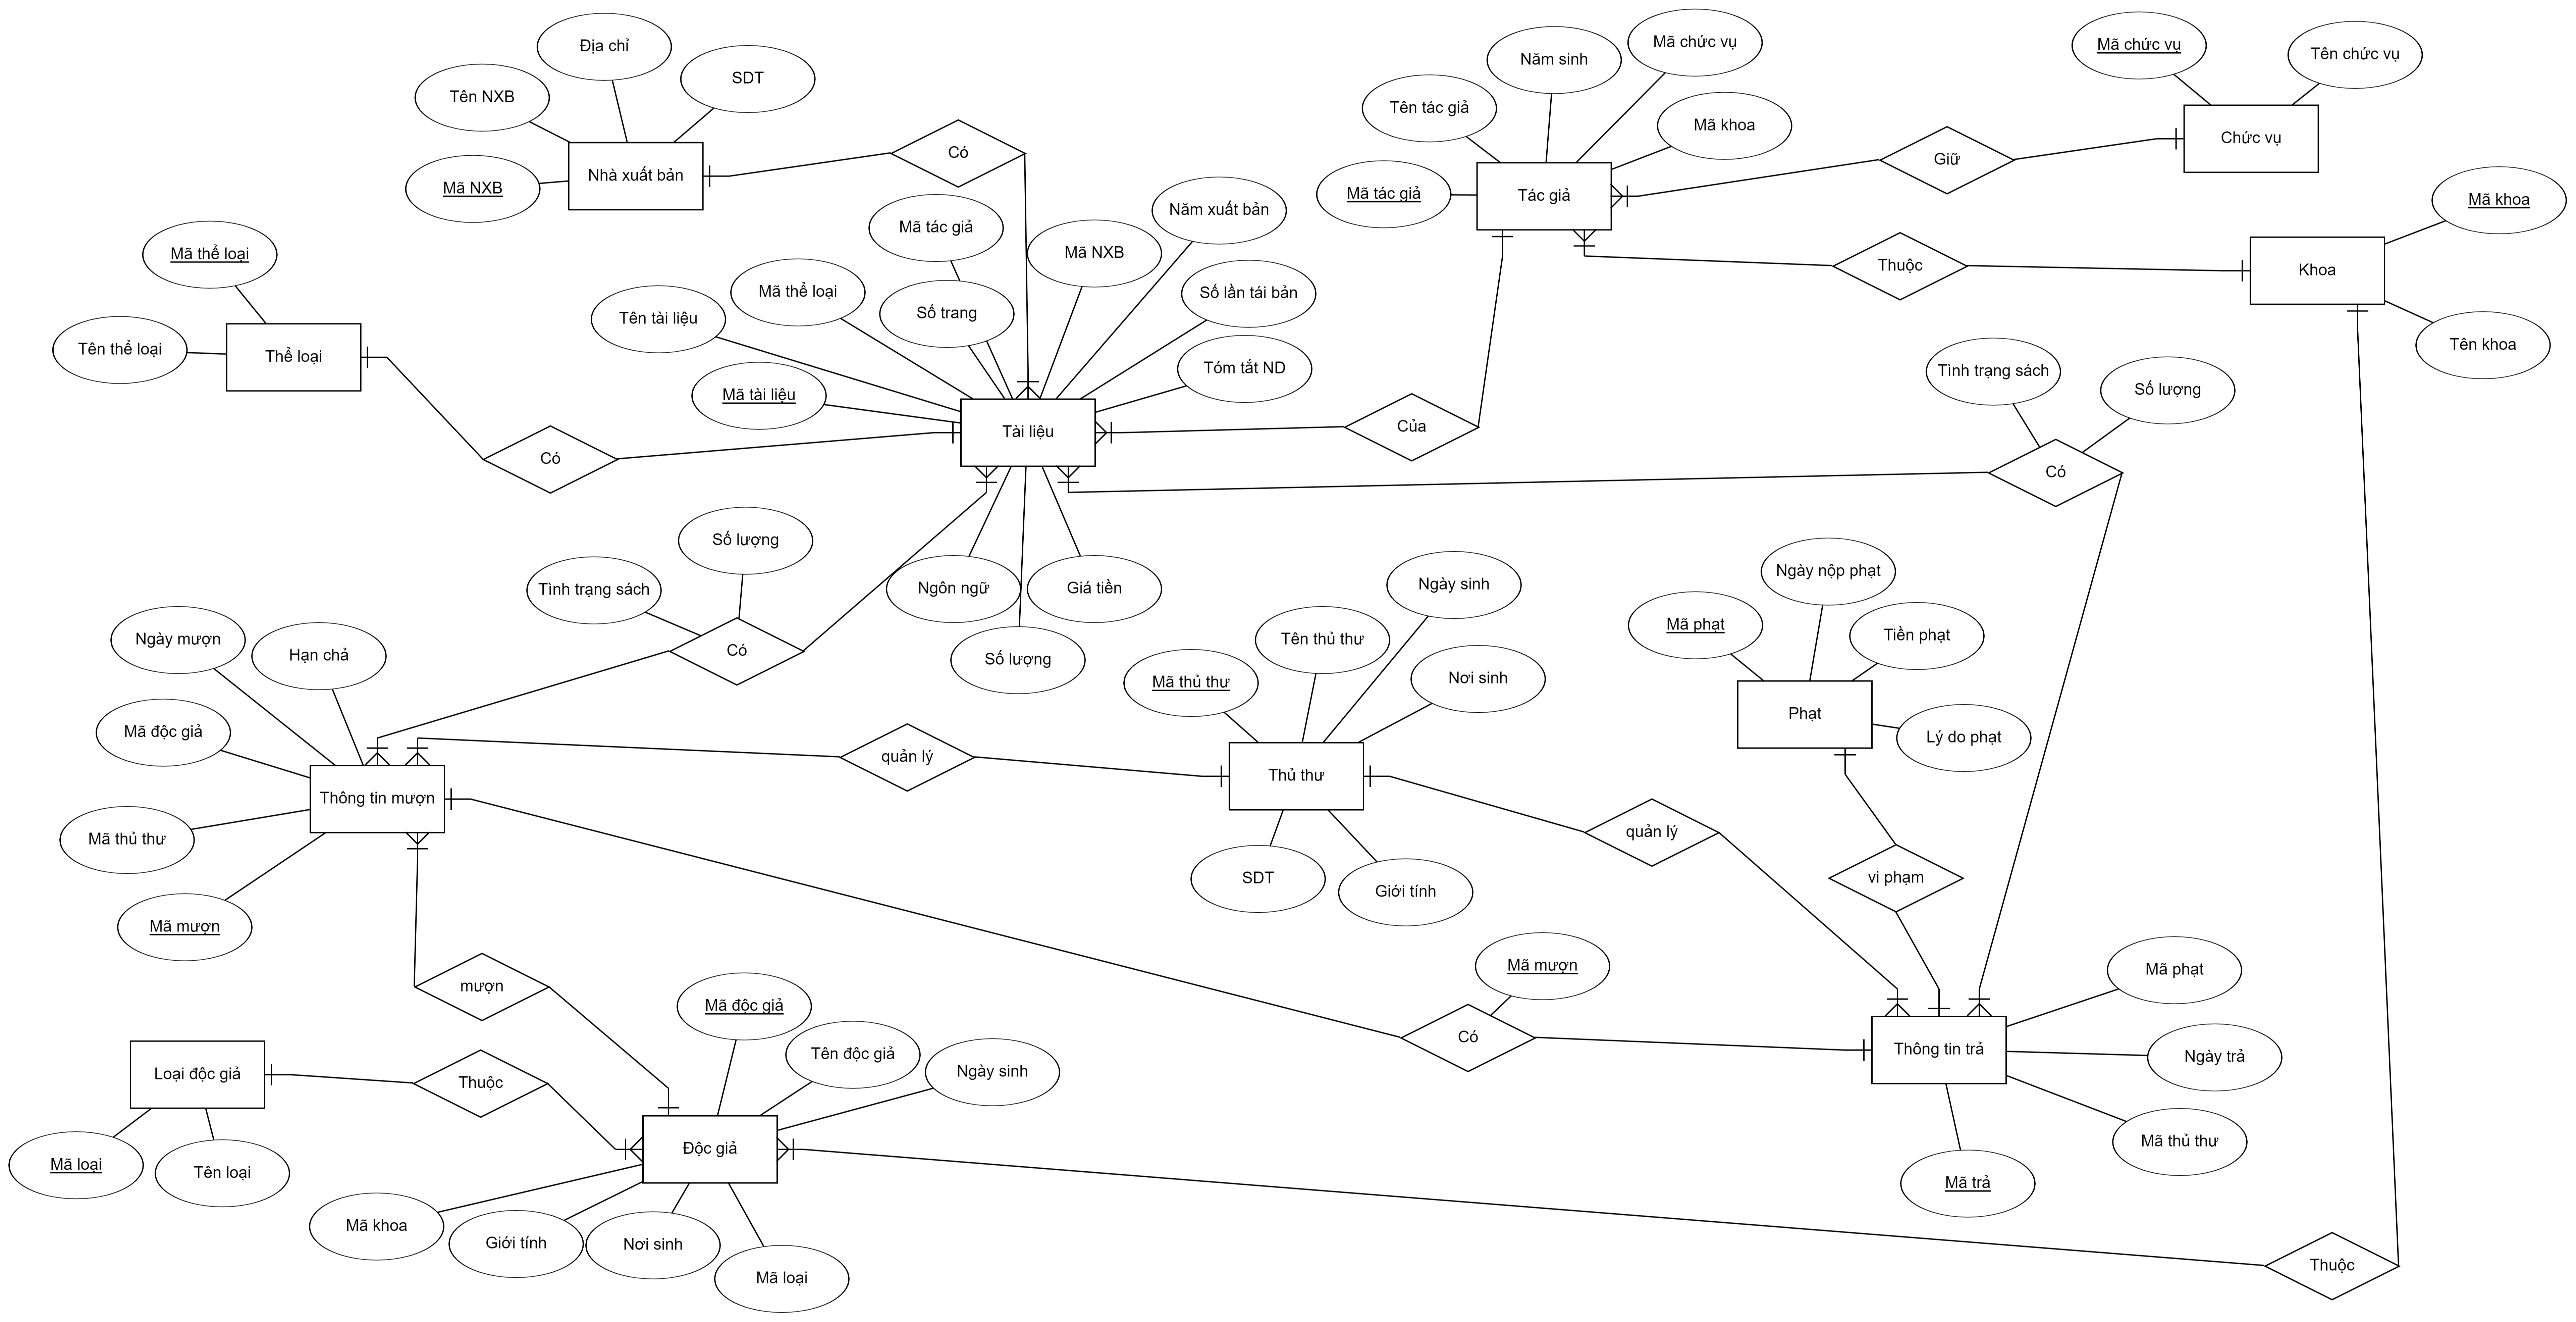 Địa chỉ
Tên NXB
SDT
Mã NXB
Nhà xuất bản
Có
Năm sinh
Mã chức vụ
Tên tác giả
Mã khoa
Mã tác giả
Tác giả
Giữ
Mã chức vụ
Tên chức vụ
Chức vụ
Mã khoa
Khoa
Tên khoa
Thuộc
Mã thể loại
Tên thể loại
Thể loại
Có
Mã tác giả
Năm xuất bản
Mã NXB
Mã thể loại
Số trang
Số lần tái bản
Tên tài liệu
Tóm tắt ND
Mã tài liệu
Tài liệu
Của
Tình trạng sách
Số lượng
Có
Số lượng
Tình trạng sách
Có
Ngôn ngữ
Giá tiền
Số lượng
Ngày mượn
Hạn chả
Mã độc giả
Thông tin mượn
Mã thủ thư
Mã mượn
quản lý
Ngày sinh
Tên thủ thư
Mã thủ thư
Nơi sinh
Thủ thư
SDT
Giới tính
quản lý
Ngày nộp phạt
Mã phạt
Tiền phạt
Phạt
Lý do phạt
vi phạm
mượn
Mã mượn
Có
Mã phạt
Thông tin trả
Ngày trả
Mã thủ thư
Mã trả
Loại độc giả
Thuộc
Mã loại
Tên loại
Mã độc giả
Tên độc giả
Ngày sinh
Độc giả
Mã khoa
Giới tính
Nơi sinh
Mã loại
Thuộc